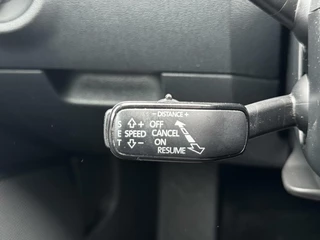 - DISTANCE +
S + OFF
CANCEL
E SPEED
ON
T - RESUME